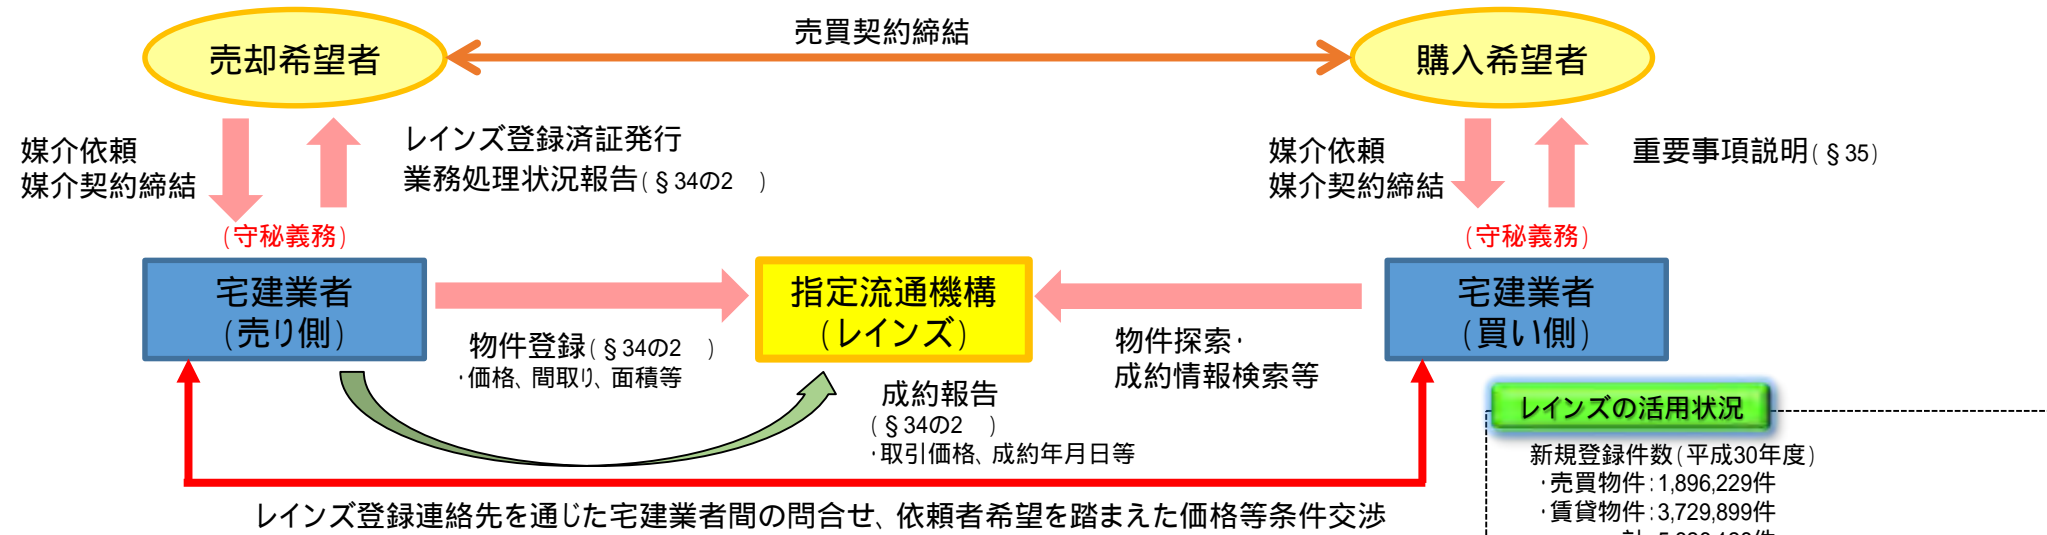 売買契約締結
売却希望者
購入希望者
媒介依頼
媒介契約締結
レインズ登録済証発行
業務処理状況報告(§34の2　)
媒介依頼
媒介契約締結
重要事項説明(§35)
(守秘義務)
(守秘義務)
宅建業者
(売り側)
指定流通機構
(レインズ)
宅建業者
(買い側)
物件登録(§34の2　)
・価格、間取り、面積等
物件探索・
成約情報検索等
成約報告
(§34の2　)
・取引価格、成約年月日等
レインズ登録連絡先を通じた宅建業者間の問合せ、依頼者希望を踏まえた価格等条件交渉
レインズの活用状況
新規登録件数(平成30年度)
・売買物件:1,896,229件
・賃貸物件:3,729,899件